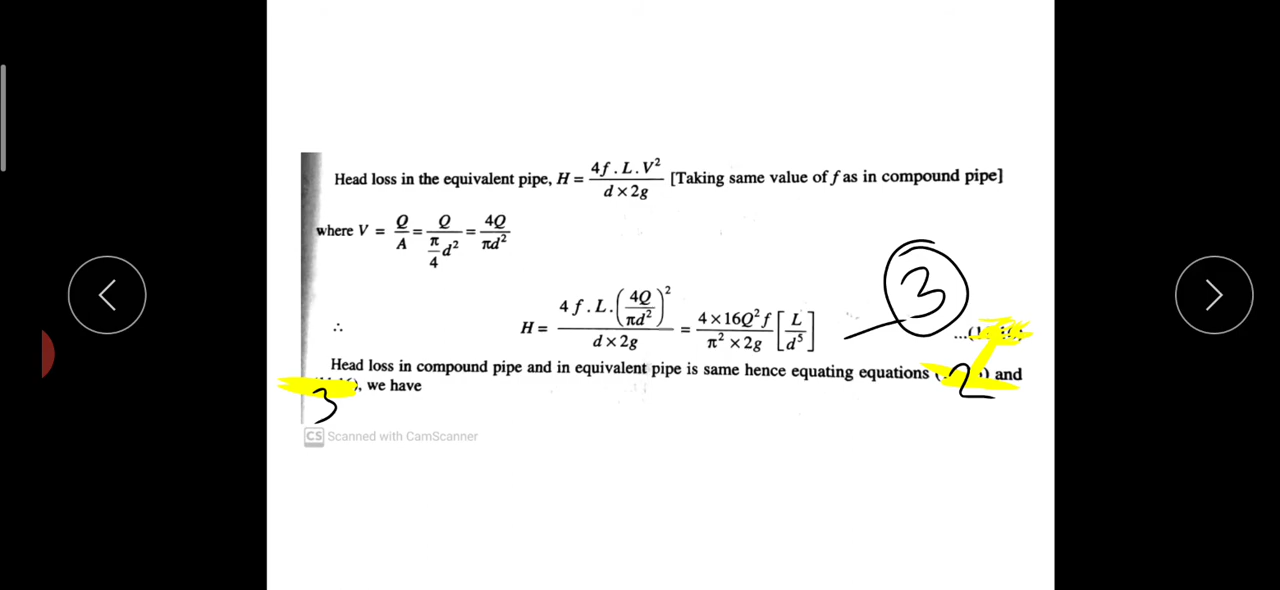 Head loss in the equivalent pipe, H = 4f . L . V² / d × 2g [Taking same value of f as in compound pipe]
where V = Q/A = Q / (π/4 d²) = 4Q / πd²
3
∴ H = 4 f . L . (4Q / πd²)² / d × 2g = 4 × 16Q² f / π² × 2g [L / d⁵]
Head loss in compound pipe and in equivalent pipe is same hence equating equations (2) and
3, we have
CS Scanned with CamScanner